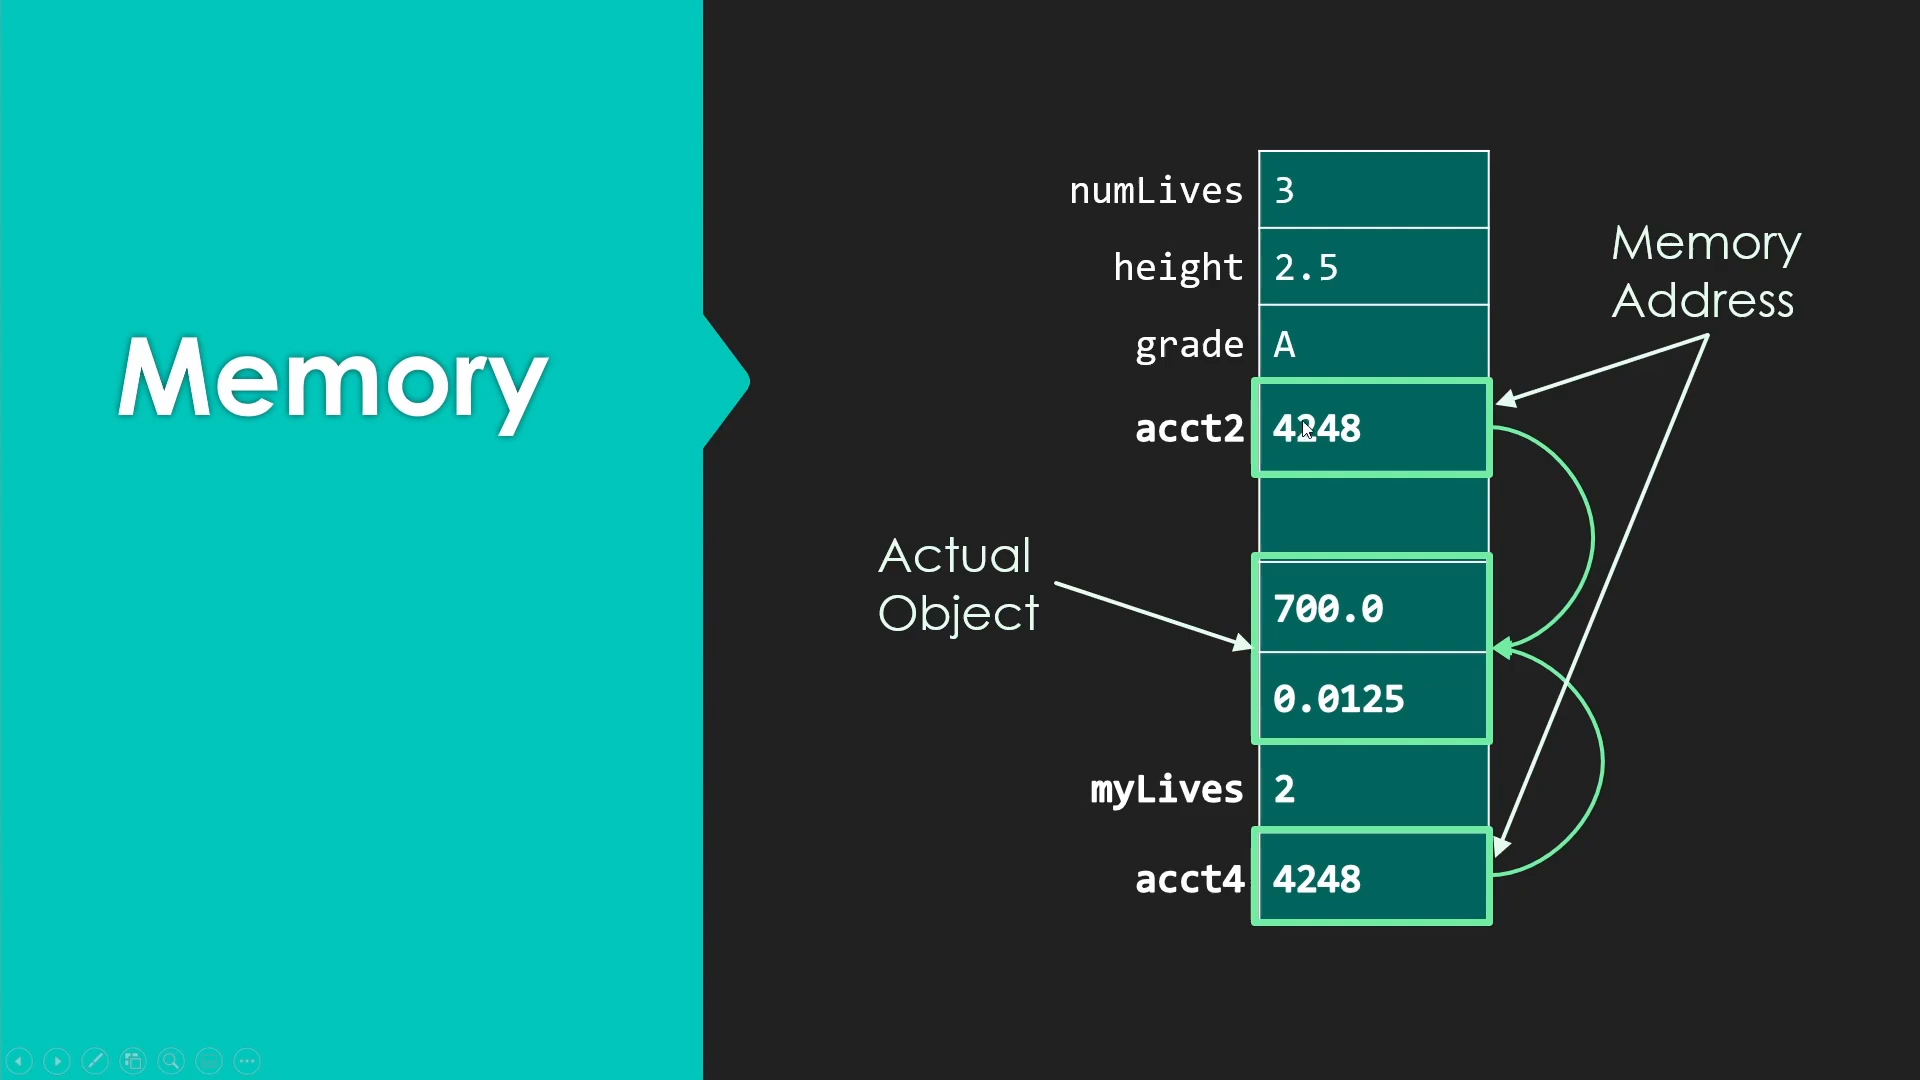 Memory
numLives 3
height 2.5
grade A
acct2 4248
700.0
0.0125
myLives 2
acct4 4248
Actual
Object
Memory
Address